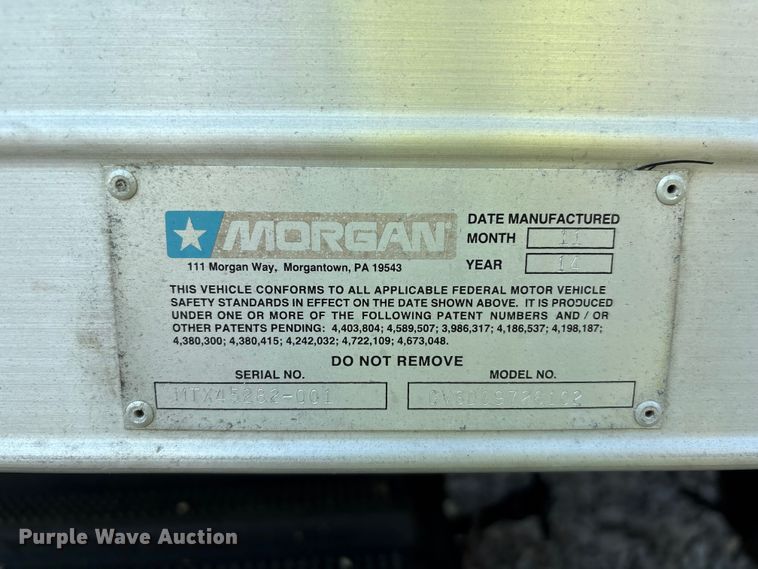 MORGAN
111 Morgan Way, Morgantown, PA 19543
DATE MANUFACTURED
MONTH 11
YEAR 14
THIS VEHICLE CONFORMS TO ALL APPLICABLE FEDERAL MOTOR VEHICLE
SAFETY STANDARDS IN EFFECT ON THE DATE SHOWN ABOVE. IT IS PRODUCED
UNDER ONE OR MORE OF THE FOLLOWING PATENT NUMBERS AND / OR
OTHER PATENTS PENDING: 4,403,804; 4,589,507; 3,986,317; 4,186,537; 4,198,187;
4,380,300; 4,380,415; 4,242,032; 4,722,109; 4,673,048.
DO NOT REMOVE
SERIAL NO.
MTX45282-001
MODEL NO.
Purple Wave Auction